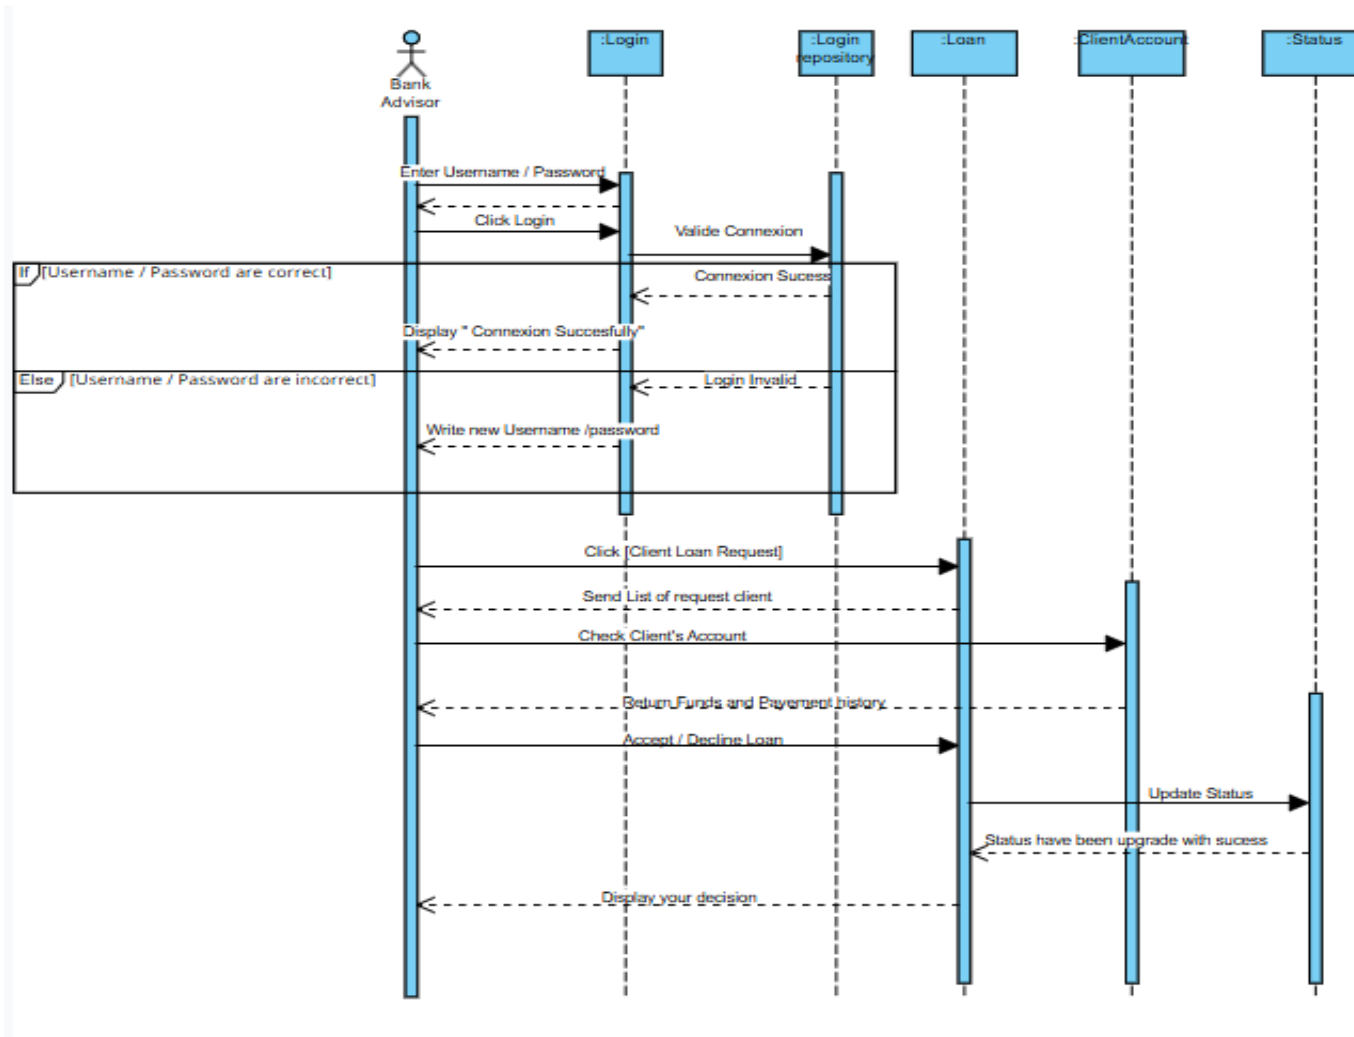 :Login
:Login
repository
:Loan
:ClientAccount
:Status
Bank
Advisor
Enter Username / Password
Click Login
Valide Connexion
If [Username / Password are correct]
Connexion Sucess
Display " Connexion Succesfully"
Else [Username / Password are incorrect]
Login Invalid
Write new Username /password
Click [Client Loan Request]
Send List of request client
Check Client's Account
Return Funds and Payement history
Accept / Decline Loan
Update Status
Status have been upgrade with sucess
Display your decision